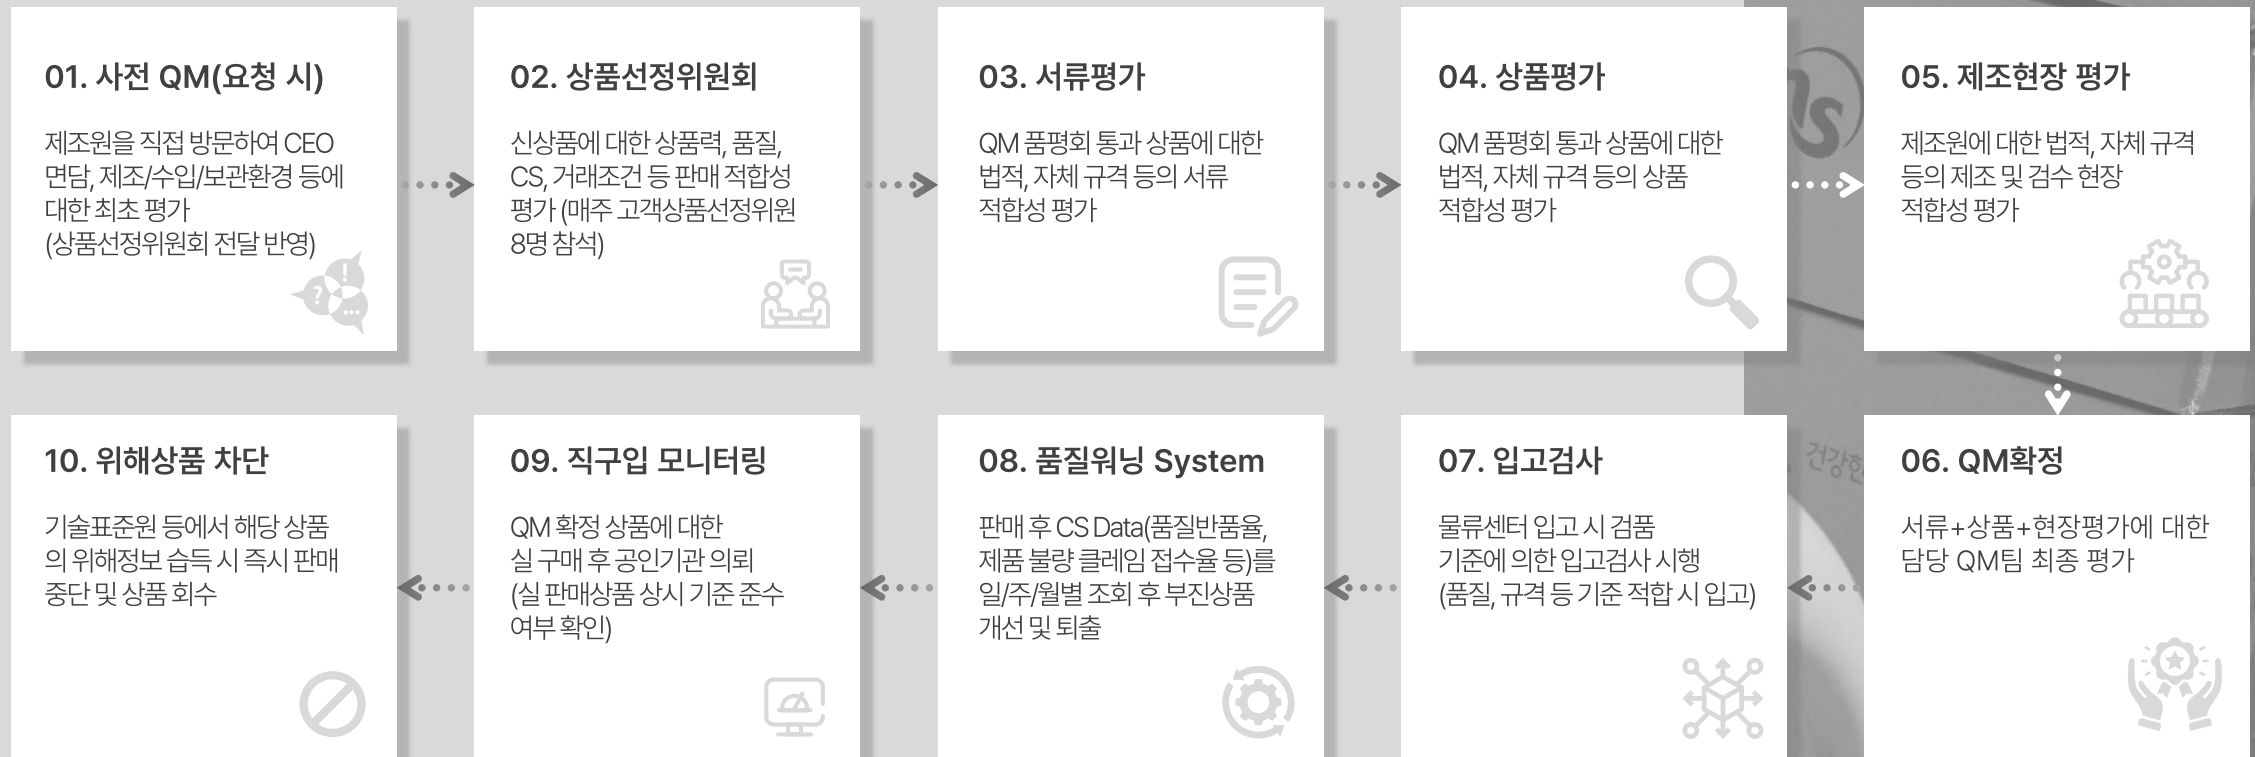 01. 사전 QM(요청 시)
제조원을 직접 방문하여 CEO
면담, 제조/수입/보관환경 등에
대한 최초 평가
(상품선정위원회 전달 반영)
02. 상품선정위원회
신상품에 대한 상품력, 품질,
CS, 거래조건 등 판매 적합성
평가 (매주 고객상품선정위원
8명 참석)
03. 서류평가
QM 품평회 통과 상품에 대한
법적, 자체 규격 등의 서류
적합성 평가
04. 상품평가
QM 품평회 통과 상품에 대한
법적, 자체 규격 등의 상품
적합성 평가
05. 제조현장 평가
제조원에 대한 법적, 자체 규격
등의 제조 및 검수 현장
적합성 평가
06. QM확정
서류+상품+현장평가에 대한
담당 QM팀 최종 평가
07. 입고검사
물류센터 입고 시 검품
기준에 의한 입고검사 시행
(품질, 규격 등 기준 적합 시 입고)
08. 품질워닝 System
판매 후 CS Data(품질반품율,
제품 불량 클레임 접수율 등)를
일/주/월별 조회 후 부진상품
개선 및 퇴출
09. 직구입 모니터링
QM 확정 상품에 대한
실 구매 후 공인기관 의뢰
(실 판매상품 상시 기준 준수
여부 확인)
10. 위해상품 차단
기술표준원 등에서 해당 상품
의 위해정보 습득 시 즉시 판매
중단 및 상품 회수